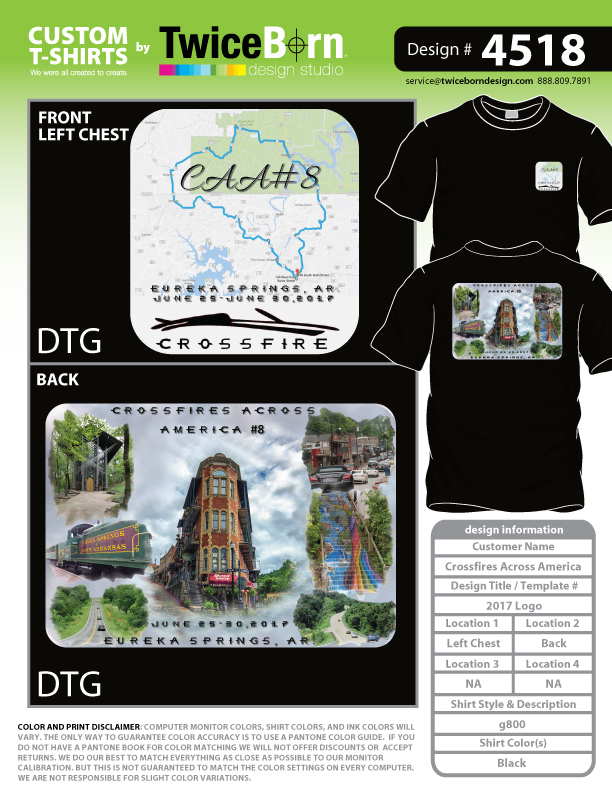 CUSTOM
T-SHIRTS
We were all created to create
by
TwiceBorn
design studio
Design # 4518
service@twiceborndesign.com 888.809.7891
FRONT
LEFT CHEST
CAA#8
EUREKA SPRINGS, AR
JUNE 25-JUNE 30,2017
CROSSFIRE
DTG
BACK
CROSSFIRES ACROSS
AMERICA #8
JUNE 25-30,2017
EUREKA SPRINGS, AR
DTG
CROSSFIRES ACROSS
AMERICA #8
EUREKA SPRINGS, AR
design information
Customer Name
Crossfires Across America
Design Title / Template #
2017 Logo
Location 1
Location 2
Left Chest
Back
Location 3
Location 4
NA
NA
Shirt Style & Description
g800
Shirt Color(s)
Black
COLOR AND PRINT DISCLAIMER: COMPUTER MONITOR COLORS, SHIRT COLORS, AND INK COLORS WILL
VARY. THE ONLY WAY TO GUARANTEE COLOR ACCURACY IS TO USE A PANTONE COLOR GUIDE. IF YOU
DO NOT HAVE A PANTONE BOOK FOR COLOR MATCHING WE WILL NOT OFFER DISCOUNTS OR ACCEPT
RETURNS. WE DO OUR BEST TO MATCH EVERYTHING AS CLOSE AS POSSIBLE TO OUR MONITOR
CALIBRATION. BUT THIS IS NOT GUARANTEED TO MATCH THE COLOR SETTINGS ON EVERY COMPUTER.
WE ARE NOT RESPONSIBLE FOR SLIGHT COLOR VARIATIONS.